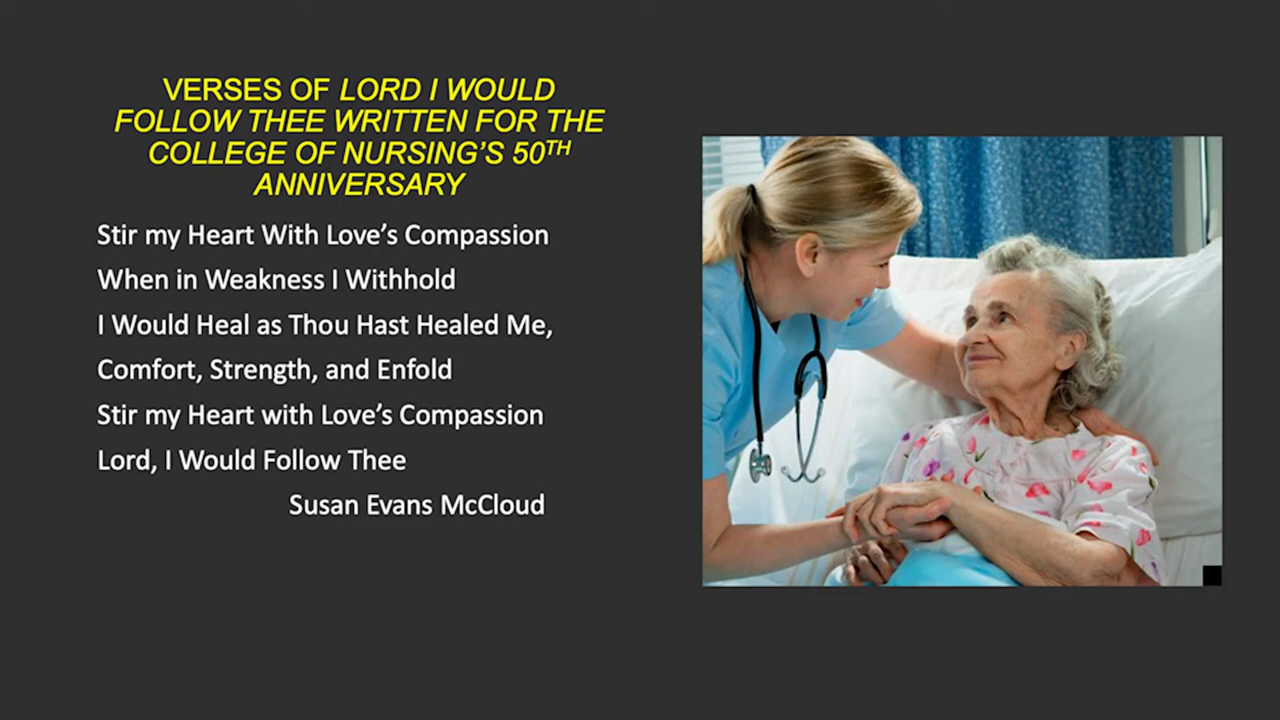 VERSES OF LORD I WOULD
FOLLOW THEE WRITTEN FOR THE
COLLEGE OF NURSING’S 50TH
ANNIVERSARY
Stir my Heart With Love’s Compassion
When in Weakness I Withhold
I Would Heal as Thou Hast Healed Me,
Comfort, Strength, and Enfold
Stir my Heart with Love’s Compassion
Lord, I Would Follow Thee
Susan Evans McCloud